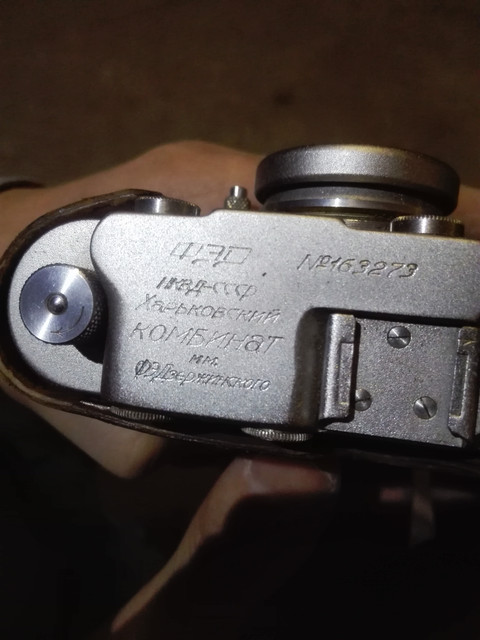 ФЭД №163273
НКВД-СССР
Харьковский
КОМБИНАТ
им.
Ф.Э.Дзержинского